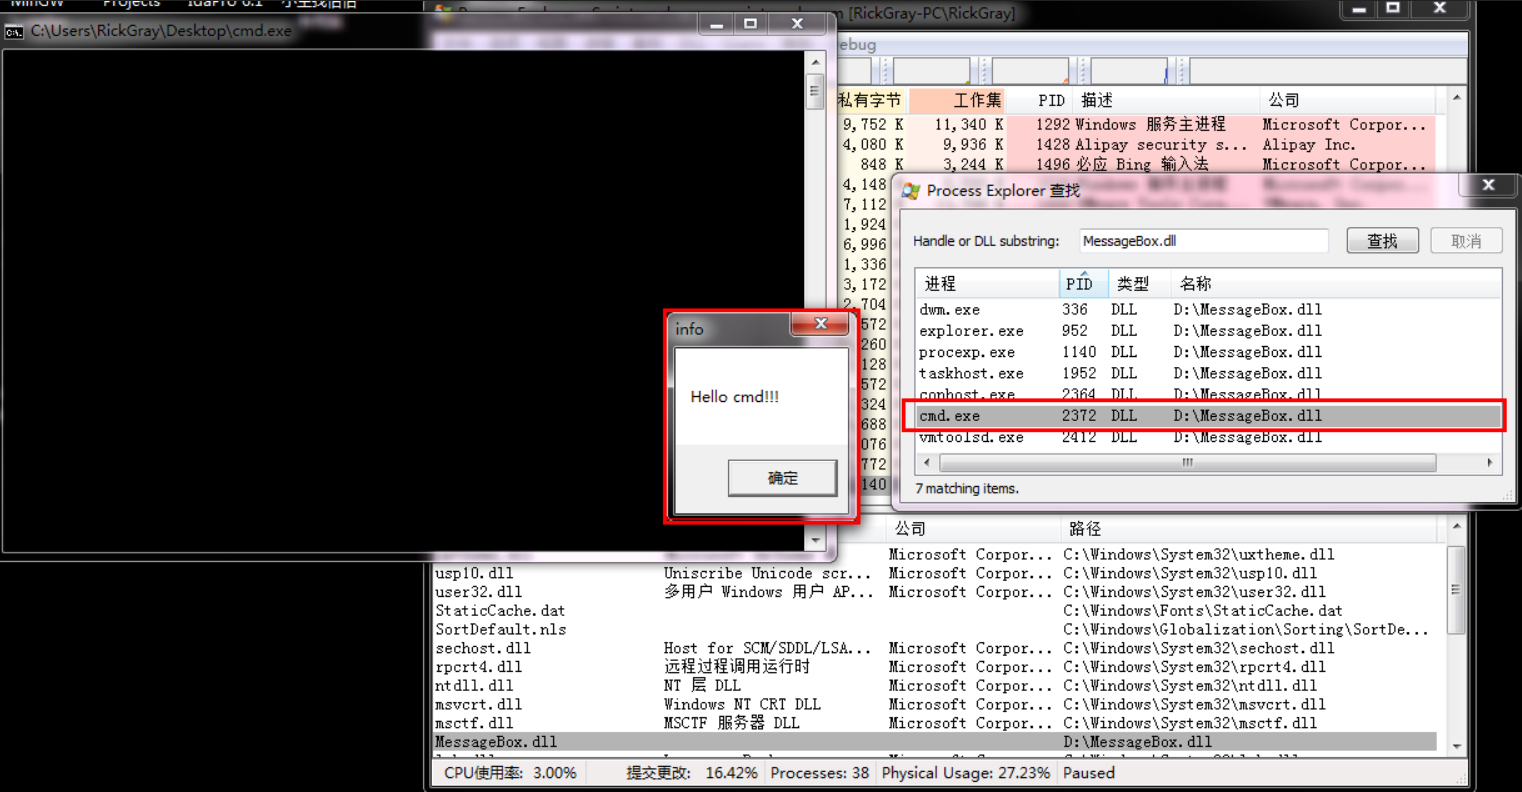 MinGW Projects IdaPro 6.1
C:\Users\RickGray\Desktop\cmd.exe
[RickGray-PC\RickGray]
ebug
私有字节 工作集 PID 描述 公司
9,752 K 11,340 K 1292 Windows 服务主进程 Microsoft Corpor...
4,080 K 9,936 K 1428 Alipay security s... Alipay Inc.
848 K 3,244 K 1496 必应 Bing 输入法 Microsoft Corpor...
4,148
7,112
1,924
6,996
1,336
3,172
2,704
572
260
128
572
324
688
076
772
140
Process Explorer 查找
Handle or DLL substring: MessageBox.dll 查找 取消
进程 PID 类型 名称
dwm.exe 336 DLL D:\MessageBox.dll
explorer.exe 952 DLL D:\MessageBox.dll
procexp.exe 1140 DLL D:\MessageBox.dll
taskhost.exe 1952 DLL D:\MessageBox.dll
conhost.exe 2364 DLL D:\MessageBox.dll
cmd.exe 2372 DLL D:\MessageBox.dll
vmtoolsd.exe 2412 DLL D:\MessageBox.dll
7 matching items.
info
Hello cmd!!!
确定
公司 路径
Microsoft Corpor... C:\Windows\System32\uxtheme.dll
usp10.dll Uniscribe Unicode scr... Microsoft Corpor... C:\Windows\System32\usp10.dll
user32.dll 多用户 Windows 用户 AP... Microsoft Corpor... C:\Windows\System32\user32.dll
StaticCache.dat C:\Windows\Fonts\StaticCache.dat
SortDefault.nls C:\Windows\Globalization\Sorting\SortDe...
sechost.dll Host for SCM/SDDL/LSA... Microsoft Corpor... C:\Windows\System32\sechost.dll
rpcrt4.dll 远程过程调用运行时 Microsoft Corpor... C:\Windows\System32\rpcrt4.dll
ntdll.dll NT 层 DLL Microsoft Corpor... C:\Windows\System32\ntdll.dll
msvcrt.dll Windows NT CRT DLL Microsoft Corpor... C:\Windows\System32\msvcrt.dll
msctf.dll MSCTF 服务器 DLL Microsoft Corpor... C:\Windows\System32\msctf.dll
MessageBox.dll D:\MessageBox.dll
CPU使用率: 3.00% 提交更改: 16.42% Processes: 38 Physical Usage: 27.23% Paused